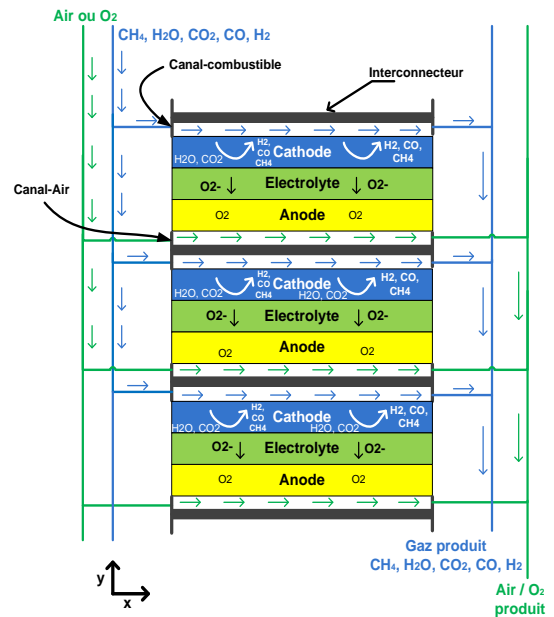 Air ou O2
CH4, H2O, CO2, CO, H2
Canal-combustible
Interconnecteur
H2O, CO2
H2,
CO
CH4
Cathode
H2, CO,
CH4
O2-
Electrolyte
O2-
Canal-Air
O2
Anode
O2
H2O, CO2
H2,
CO
CH4
Cathode
H2O, CO2
H2, CO,
CH4
O2-
Electrolyte
O2-
O2
Anode
O2
H2O, CO2
H2,
CO
CH4
Cathode
H2O, CO2
H2, CO,
CH4
O2-
Electrolyte
O2-
O2
Anode
O2
y
x
Gaz produit
CH4, H2O, CO2, CO, H2
Air / O2
produit